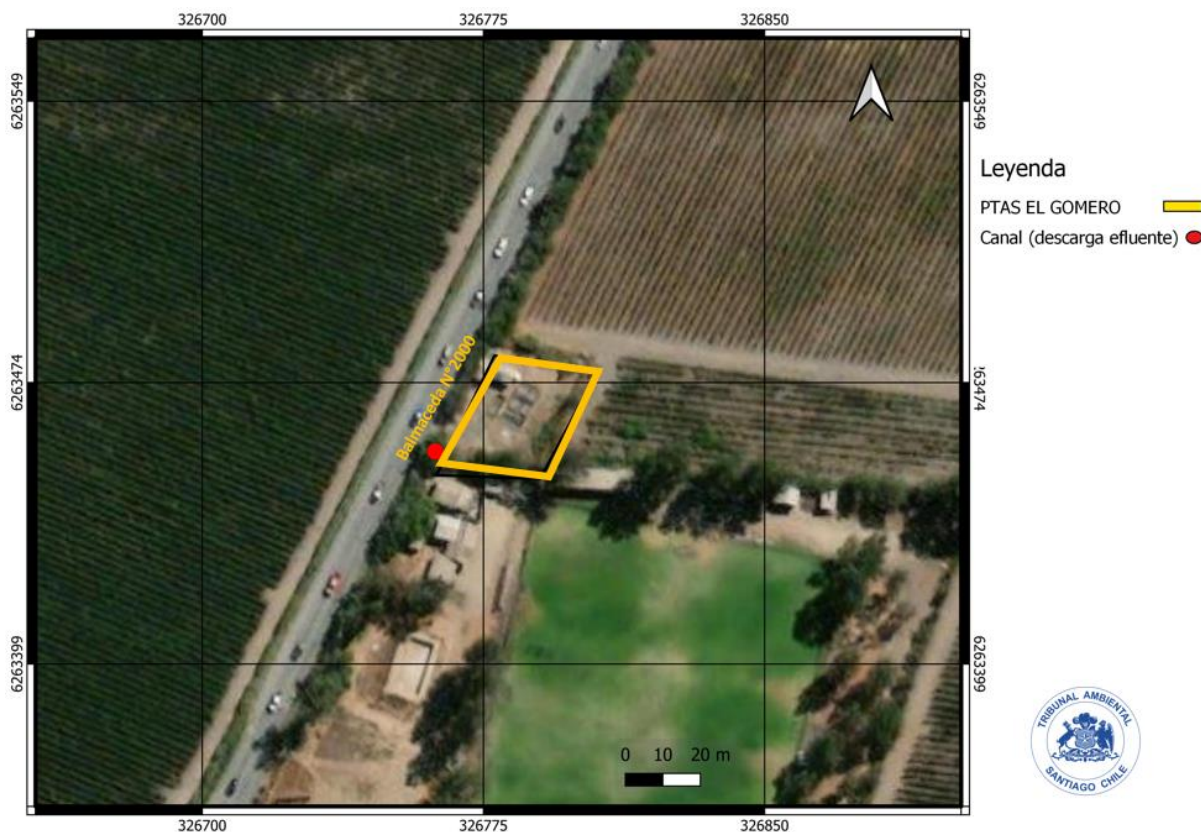 326700
326775
326850
6263549
6263549
Leyenda
PTAS EL GOMERO
Canal (descarga efluente)
Balmaceda N°2000
6263474
63474
6263399
6263399
0 10 20 m
TRIBUNAL AMBIENTAL
SANTIAGO CHILE
326700
326775
326850